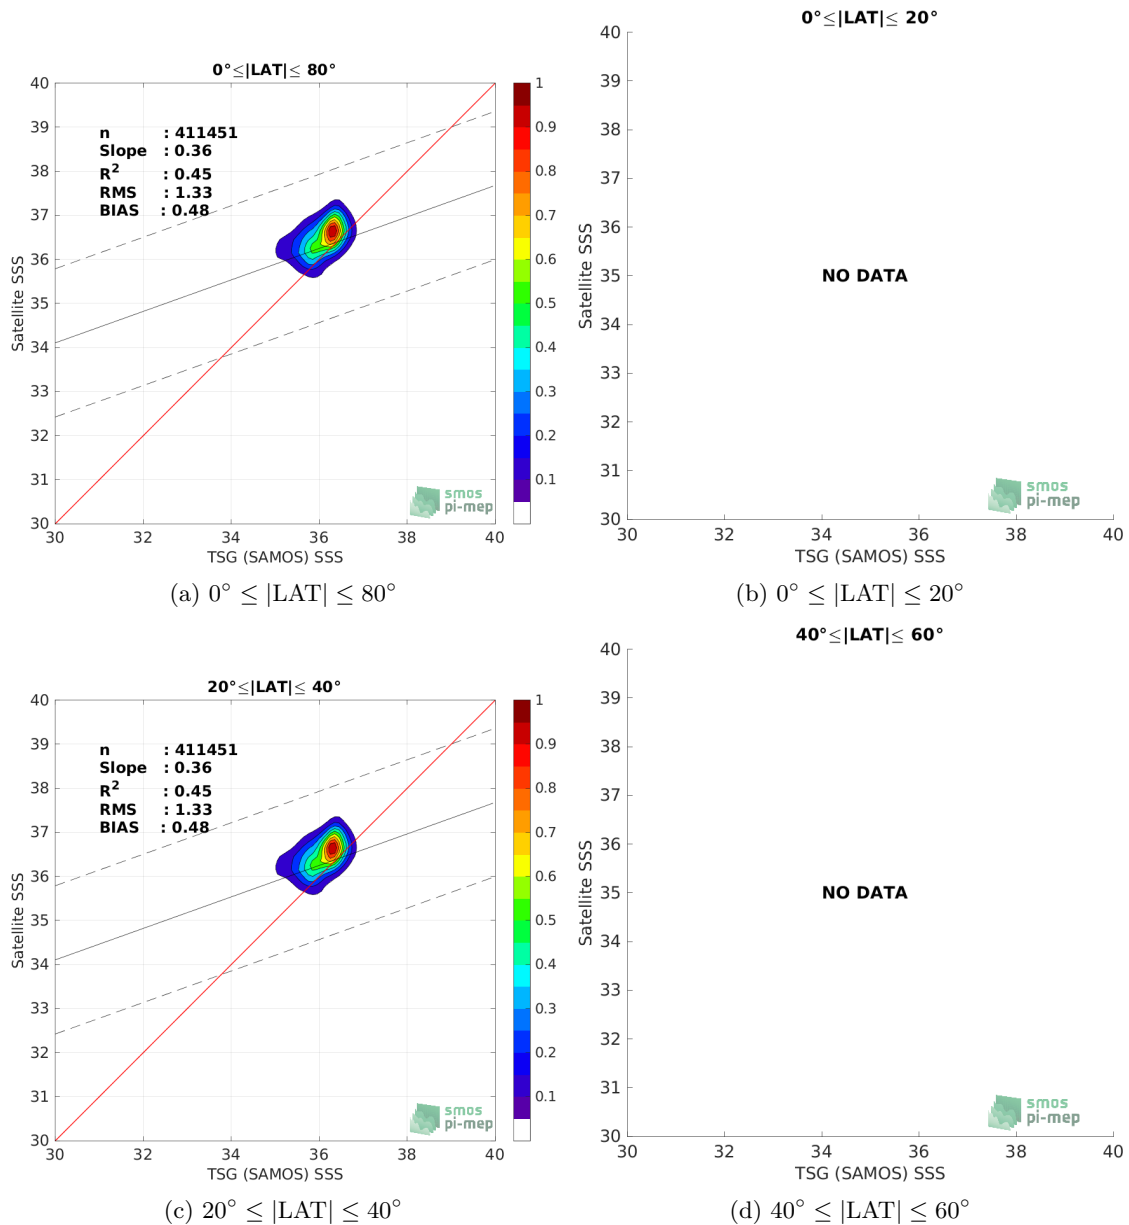 0°≤|LAT|≤ 80°
40
39
38
37
36
35
34
33
32
31
30
Satellite SSS
n : 411451
Slope : 0.36
R² : 0.45
RMS : 1.33
BIAS : 0.48
smos
pi-mep
30 32 34 36 38 40
TSG (SAMOS) SSS
1
0.9
0.8
0.7
0.6
0.5
0.4
0.3
0.2
0.1
(a) 0° ≤ |LAT| ≤ 80°
0°≤|LAT|≤ 20°
40
39
38
37
36
35
34
33
32
31
30
Satellite SSS
NO DATA
smos
pi-mep
30 32 34 36 38 40
TSG (SAMOS) SSS
(b) 0° ≤ |LAT| ≤ 20°
20°≤|LAT|≤ 40°
40
39
38
37
36
35
34
33
32
31
30
Satellite SSS
n : 411451
Slope : 0.36
R² : 0.45
RMS : 1.33
BIAS : 0.48
smos
pi-mep
30 32 34 36 38 40
TSG (SAMOS) SSS
1
0.9
0.8
0.7
0.6
0.5
0.4
0.3
0.2
0.1
(c) 20° ≤ |LAT| ≤ 40°
40°≤|LAT|≤ 60°
40
39
38
37
36
35
34
33
32
31
30
Satellite SSS
NO DATA
smos
pi-mep
30 32 34 36 38 40
TSG (SAMOS) SSS
(d) 40° ≤ |LAT| ≤ 60°